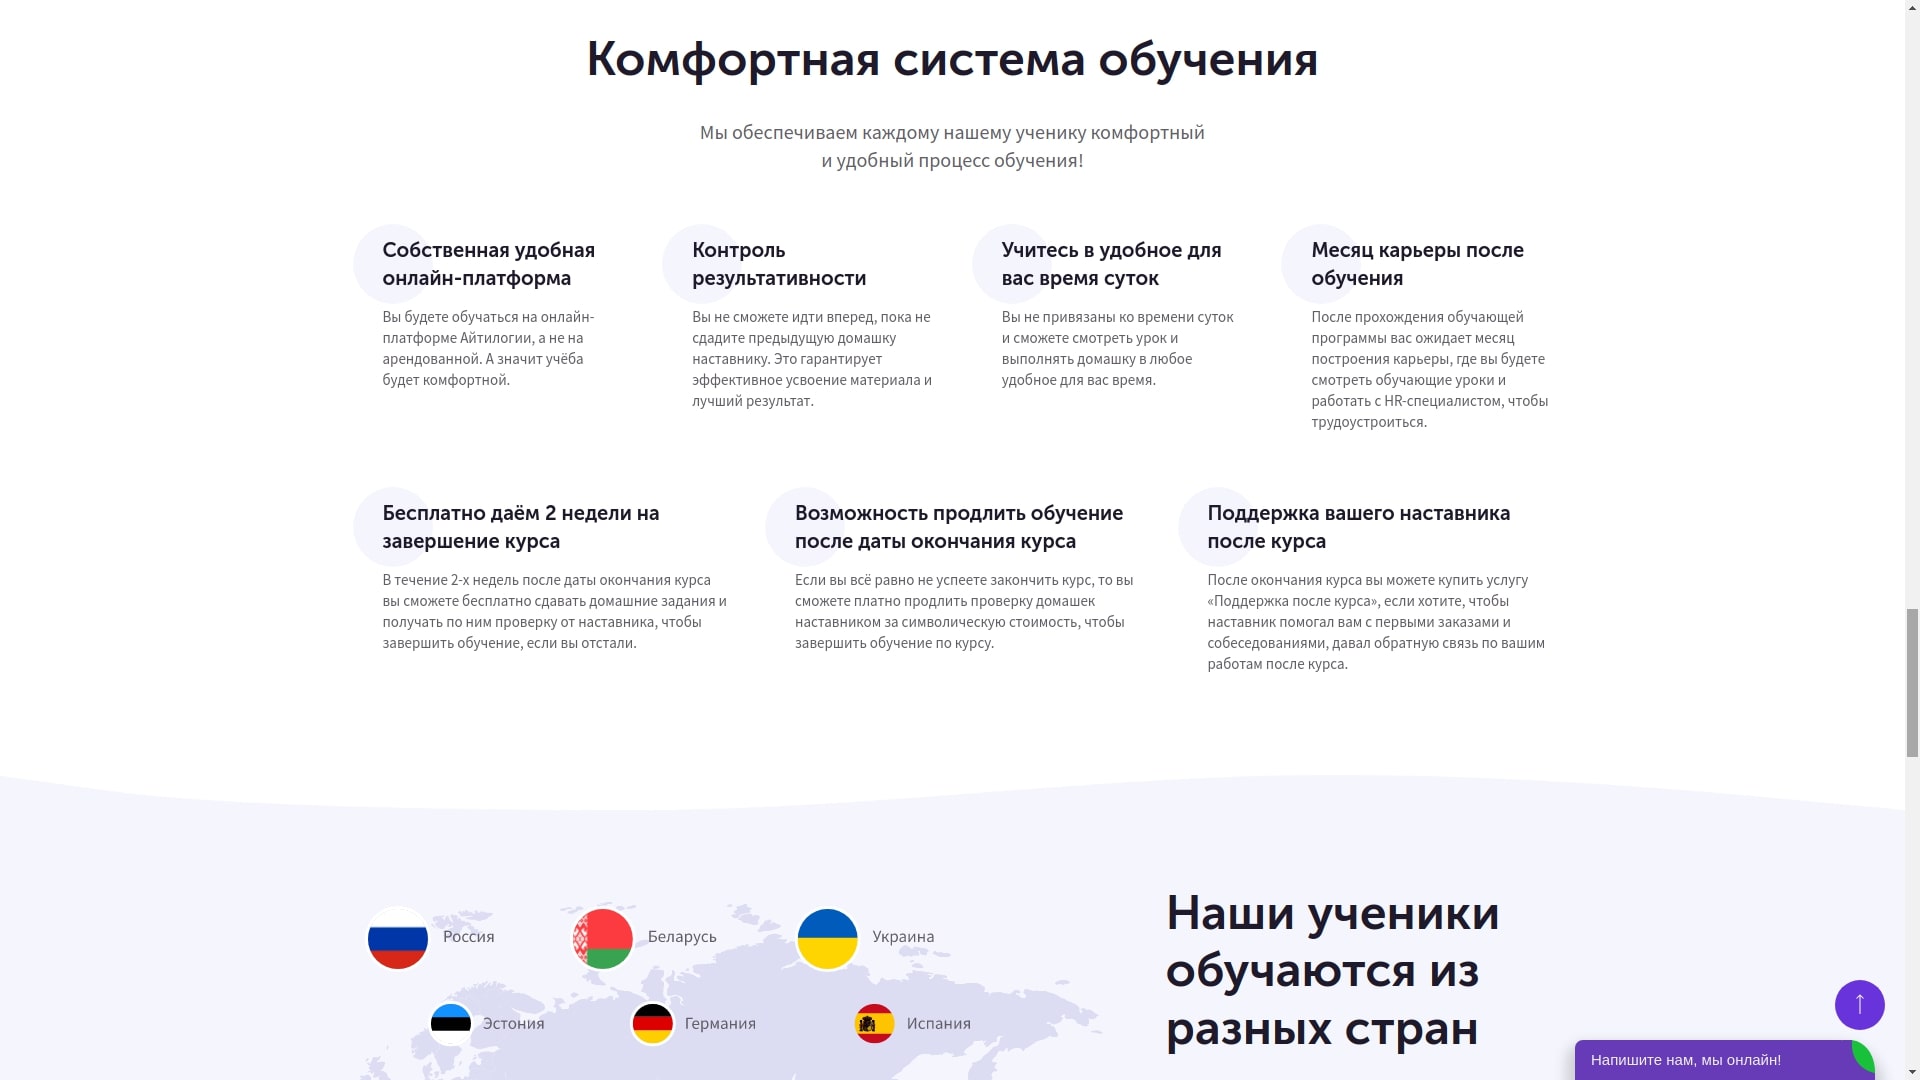 Комфортная система обучения
Мы обеспечиваем каждому нашему ученику комфортный
и удобный процесс обучения!
Собственная удобная
онлайн-платформа
Вы будете обучаться на онлайн-
платформе Айтилогии, а не на
арендованной. А значит учёба
будет комфортной.
Контроль
результативности
Вы не сможете идти вперед, пока не
сдадите предыдущую домашку
наставнику. Это гарантирует
эффективное усвоение материала и
лучший результат.
Учитесь в удобное для
вас время суток
Вы не привязаны ко времени суток
и сможете смотреть урок и
выполнять домашку в любое
удобное для вас время.
Месяц карьеры после
обучения
После прохождения обучающей
программы вас ожидает месяц
построения карьеры, где вы будете
смотреть обучающие уроки и
работать с HR-специалистом, чтобы
трудоустроиться.
Бесплатно даём 2 недели на
завершение курса
В течение 2-х недель после даты окончания курса
вы сможете бесплатно сдавать домашние задания и
получать по ним проверку от наставника, чтобы
завершить обучение, если вы отстали.
Возможность продлить обучение
после даты окончания курса
Если вы всё равно не успеете закончить курс, то вы
сможете платно продлить проверку домашек
наставником за символическую стоимость, чтобы
завершить обучение по курсу.
Поддержка вашего наставника
после курса
После окончания курса вы можете купить услугу
«Поддержка после курса», если хотите, чтобы
наставник помогал вам с первыми заказами и
собеседованиями, давал обратную связь по вашим
работам после курса.
Россия
Беларусь
Украина
Эстония
Германия
Испания
Наши ученики
обучаются из
разных стран
Напишите нам, мы онлайн!